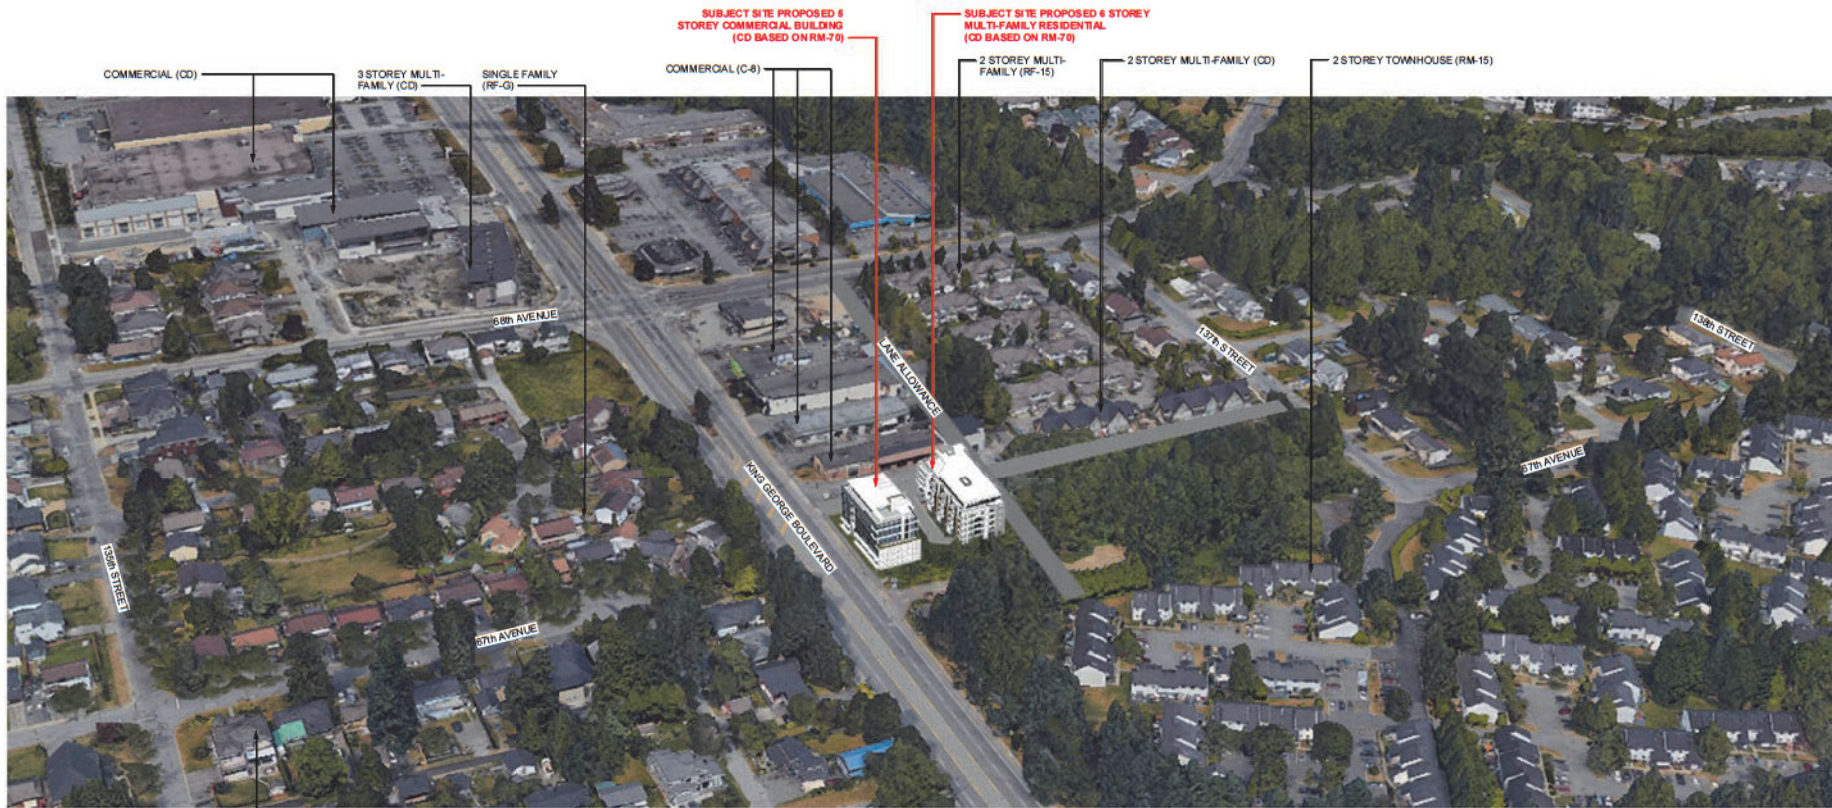 SUBJECT SITE PROPOSED 5
STOREY COMMERCIAL BUILDING
(CD BASED ON RM-70)
SUBJECT SITE PROPOSED 6 STOREY
MULTI-FAMILY RESIDENTIAL
(CD BASED ON RM-70)
COMMERCIAL (CD)
3 STOREY MULTI-
FAMILY (CD)
SINGLE FAMILY
(RF-G)
COMMERCIAL (C-8)
2 STOREY MULTI-
FAMILY (RF-15)
2 STOREY MULTI-FAMILY (CD)
2 STOREY TOWNHOUSE (RM-15)
68th AVENUE
LANE ALLOWANCE
137th STREET
138th STREET
KING GEORGE BOULEVARD
67th AVENUE
135th STREET
67th AVENUE
D